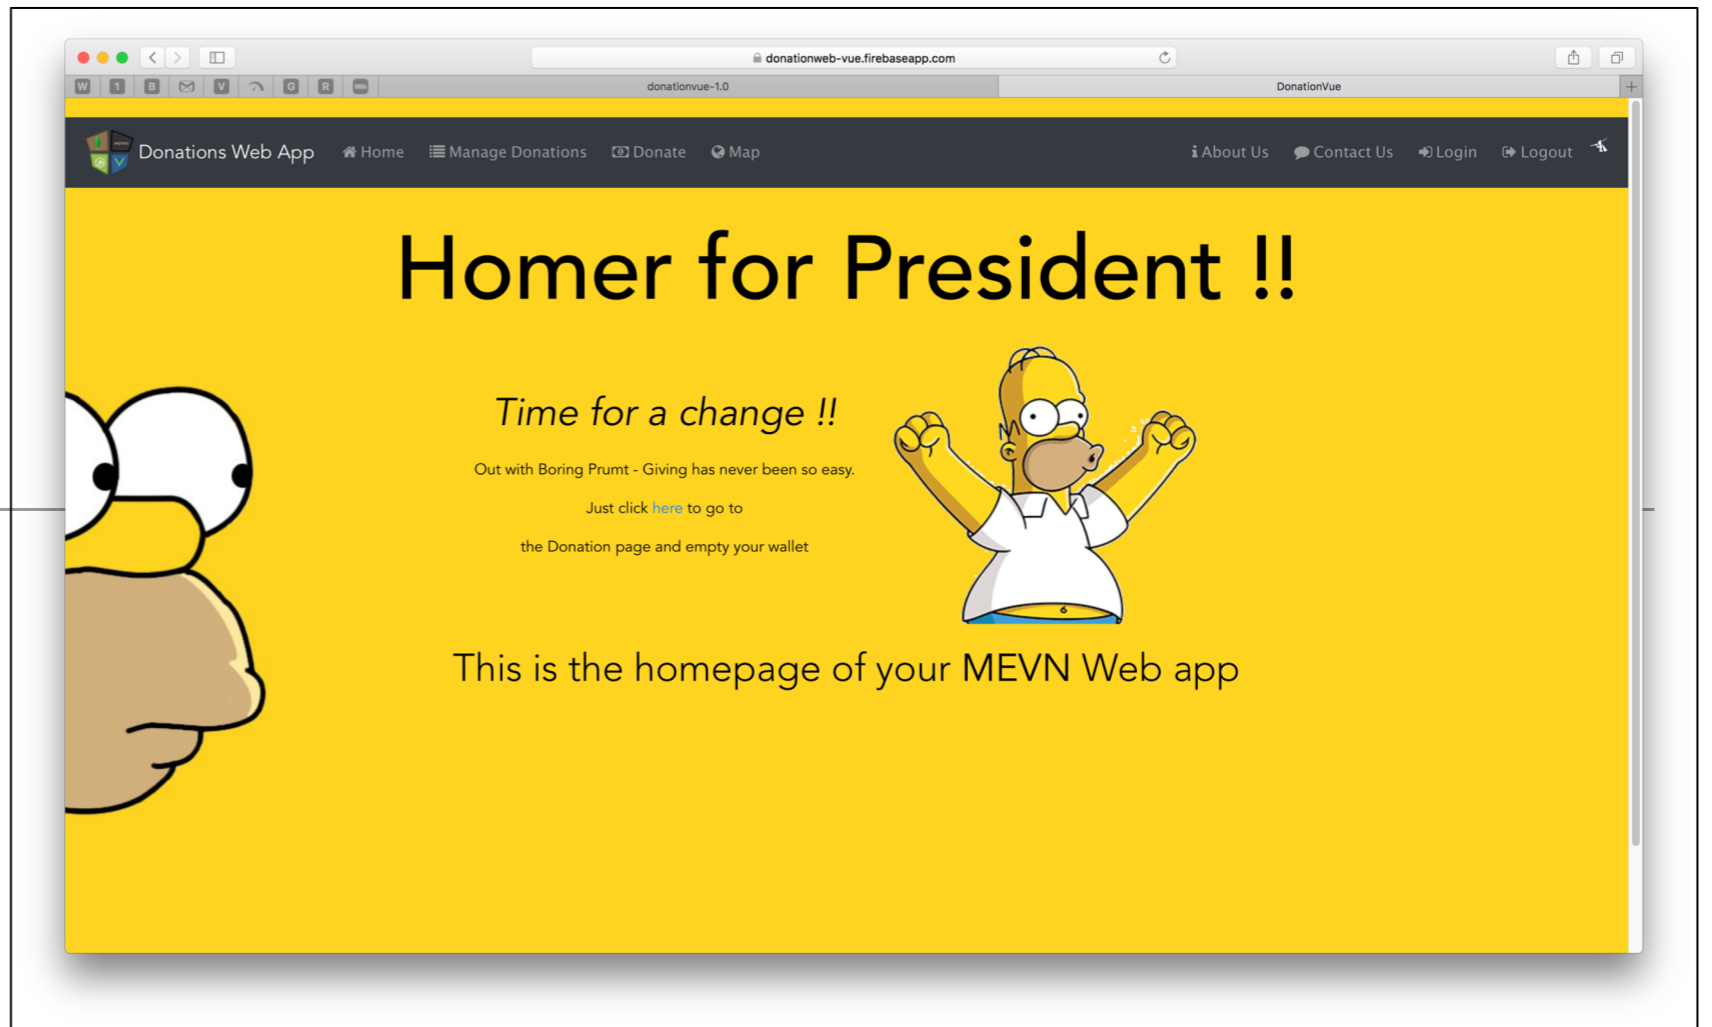 donationweb-vue.firebaseapp.com
W 1 B V G R
donationvue-1.0
DonationVue
Donations Web App Home Manage Donations Donate Map About Us Contact Us Login Logout
Homer for President !!
Time for a change !!
Out with Boring Prumt - Giving has never been so easy.
Just click here to go to
the Donation page and empty your wallet
This is the homepage of your MEVN Web app